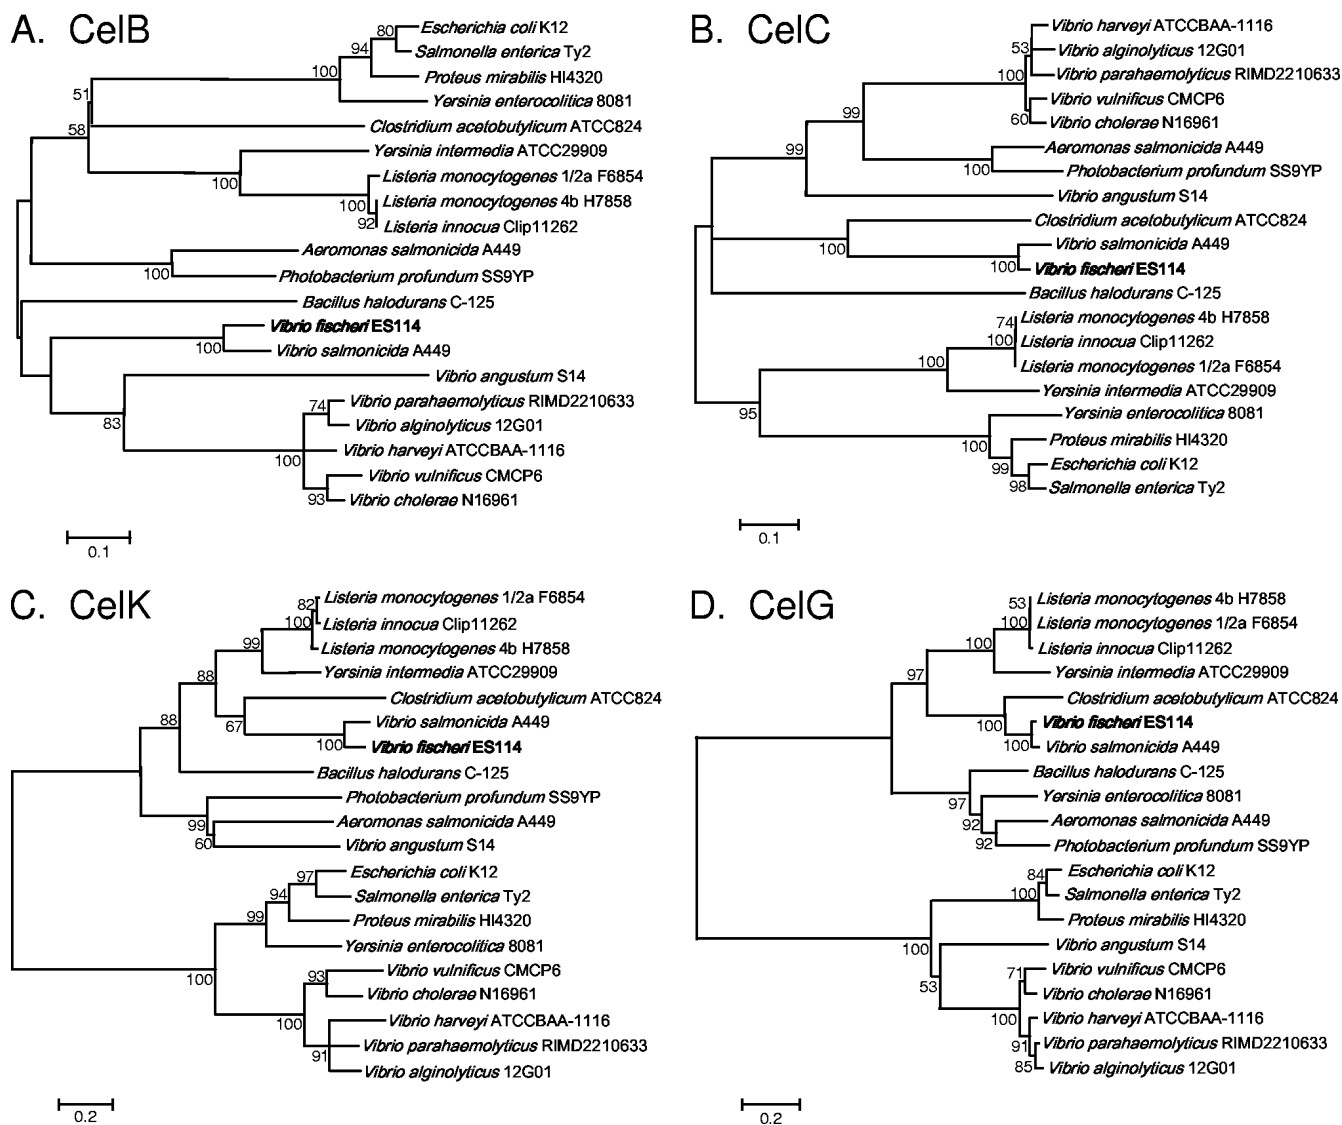 A. CelB
80
Escherichia coli K12
94
Salmonella enterica Ty2
100
Proteus mirabilis HI4320
Yersinia enterocolitica 8081
51
58
Clostridium acetobutylicum ATCC824
Yersinia intermedia ATCC29909
100
Listeria monocytogenes 1/2a F6854
100
Listeria monocytogenes 4b H7858
92
Listeria innocua Clip11262
Aeromonas salmonicida A449
100
Photobacterium profundum SS9YP
Bacillus halodurans C-125
Vibrio fischeri ES114
100
Vibrio salmonicida A449
Vibrio angustum S14
83
74
Vibrio parahaemolyticus RIMD2210633
Vibrio alginolyticus 12G01
Vibrio harveyi ATCCBAA-1116
100
Vibrio vulnificus CMCP6
93
Vibrio cholerae N16961
0.1
B. CelC
Vibrio harveyi ATCCBAA-1116
53
Vibrio alginolyticus 12G01
100
Vibrio parahaemolyticus RIMD2210633
Vibrio vulnificus CMCP6
60
Vibrio cholerae N16961
99
99
Aeromonas salmonicida A449
100
Photobacterium profundum SS9YP
Vibrio angustum S14
Clostridium acetobutylicum ATCC824
100
Vibrio salmonicida A449
100
Vibrio fischeri ES114
Bacillus halodurans C-125
74
Listeria monocytogenes 4b H7858
100
Listeria innocua Clip11262
100
Listeria monocytogenes 1/2a F6854
Yersinia intermedia ATCC29909
95
Yersinia enterocolitica 8081
100
Proteus mirabilis HI4320
99
Escherichia coli K12
98
Salmonella enterica Ty2
0.1
C. CelK
82
Listeria monocytogenes 1/2a F6854
100
Listeria innocua Clip11262
99
Listeria monocytogenes 4b H7858
88
Yersinia intermedia ATCC29909
Clostridium acetobutylicum ATCC824
88
67
Vibrio salmonicida A449
100
Vibrio fischeri ES114
Bacillus halodurans C-125
Photobacterium profundum SS9YP
99
Aeromonas salmonicida A449
60
Vibrio angustum S14
97
Escherichia coli K12
94
Salmonella enterica Ty2
99
Proteus mirabilis HI4320
Yersinia enterocolitica 8081
100
93
Vibrio vulnificus CMCP6
Vibrio cholerae N16961
100
Vibrio harveyi ATCCBAA-1116
91
Vibrio parahaemolyticus RIMD2210633
Vibrio alginolyticus 12G01
0.2
D. CelG
53
Listeria monocytogenes 4b H7858
100
Listeria monocytogenes 1/2a F6854
100
Listeria innocua Clip11262
97
Yersinia intermedia ATCC29909
Clostridium acetobutylicum ATCC824
100
Vibrio fischeri ES114
100
Vibrio salmonicida A449
Bacillus halodurans C-125
97
Yersinia enterocolitica 8081
92
Aeromonas salmonicida A449
92
Photobacterium profundum SS9YP
84
Escherichia coli K12
100
Salmonella enterica Ty2
Proteus mirabilis HI4320
100
Vibrio angustum S14
53
71
Vibrio vulnificus CMCP6
Vibrio cholerae N16961
100
Vibrio harveyi ATCCBAA-1116
91
Vibrio parahaemolyticus RIMD2210633
85
Vibrio alginolyticus 12G01
0.2